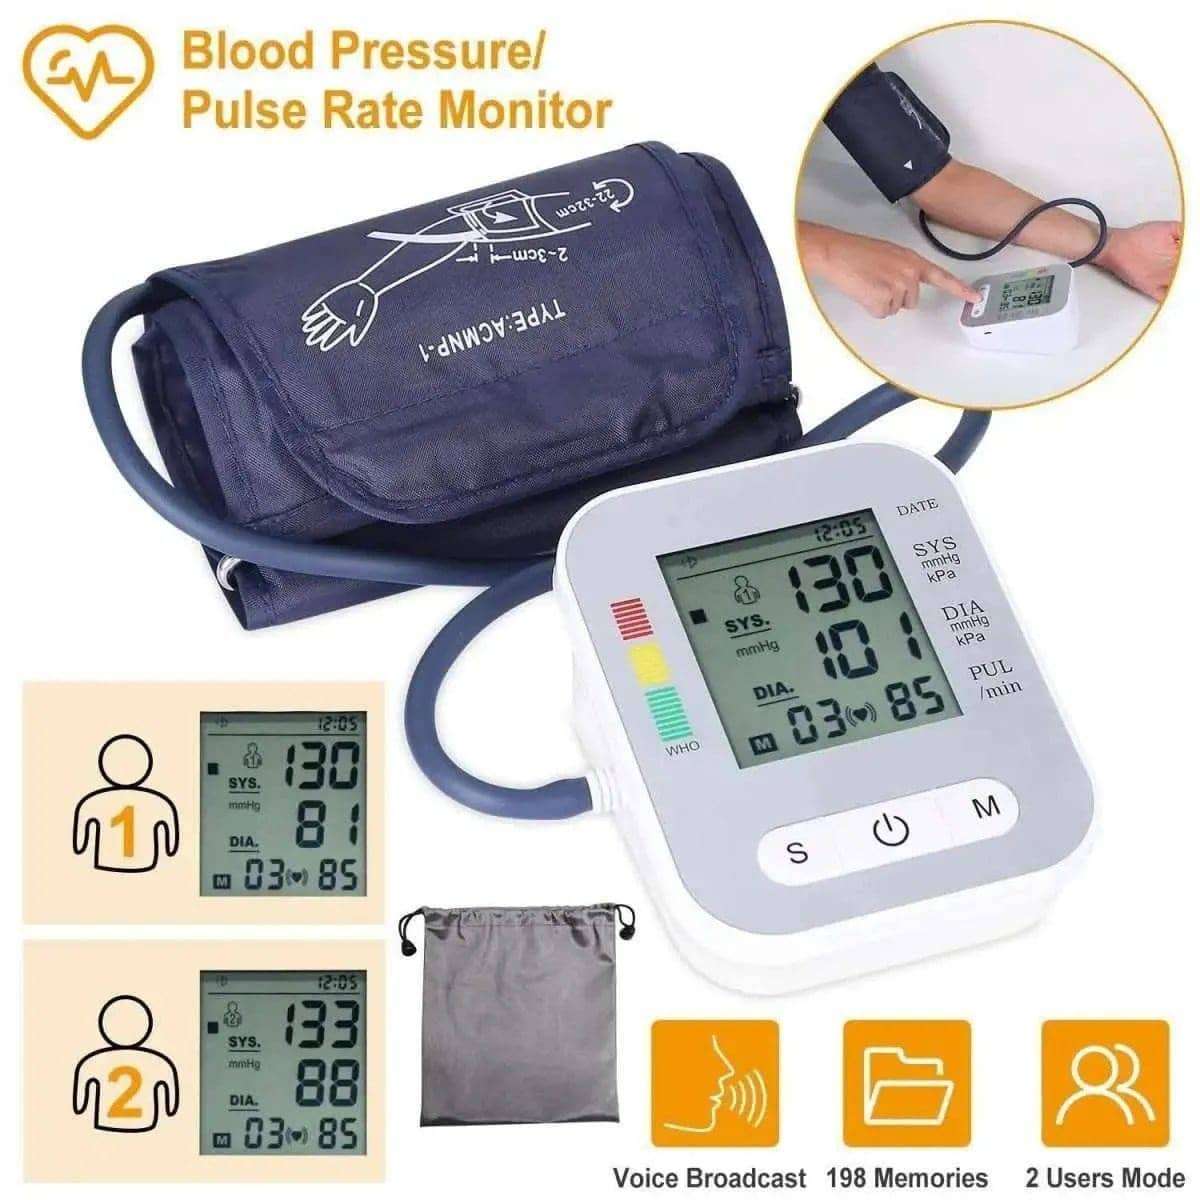 Blood Pressure/
Pulse Rate Monitor
22-32cm
2~3cm
TYPE:ACMNP-1
DATE
SYS
mmHg
kPa
DIA
mmHg
kPa
PUL
/min
12:05
1
130
SYS.
mmHg
101
DIA.
M 03 85
WHO
S
M
1
12:05
1
130
SYS.
mmHg
81
DIA.
M 03 85
2
12:05
2
133
SYS.
mmHg
88
DIA.
M 03 85
Voice Broadcast
198 Memories
2 Users Mode